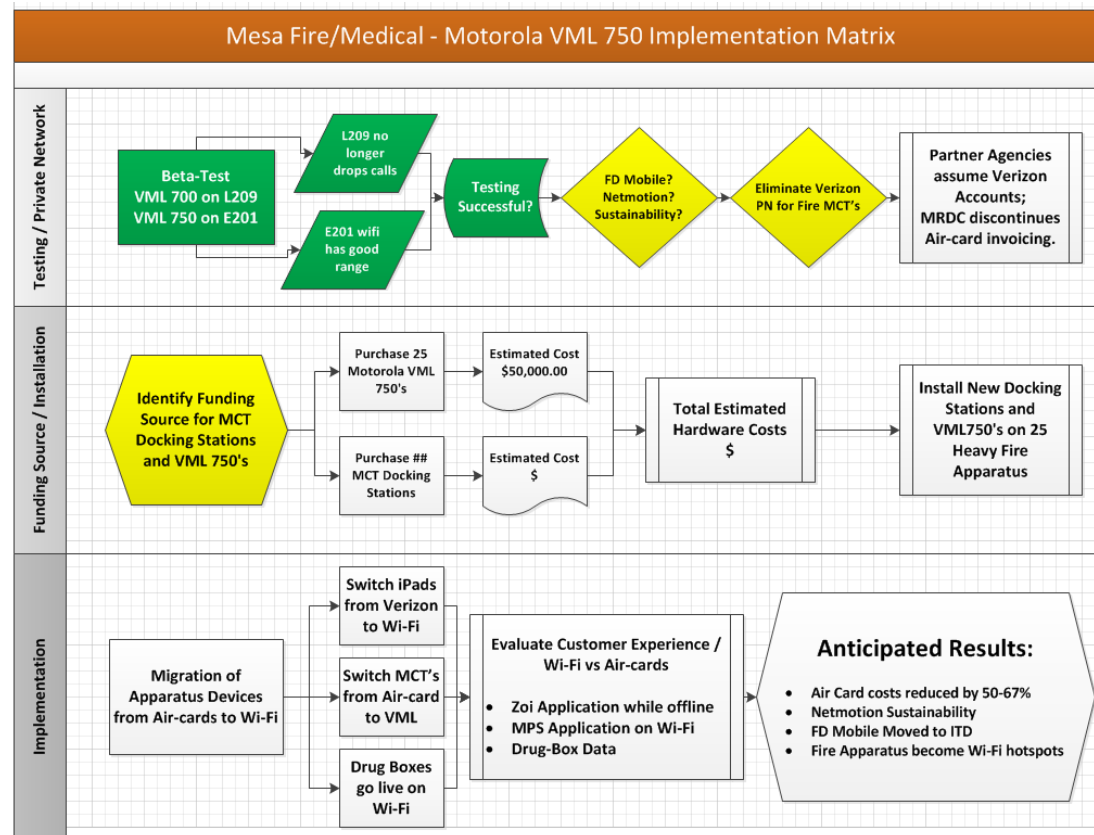 Mesa Fire/Medical - Motorola VML 750 Implementation Matrix
Testing / Private Network
Beta-Test
VML 700 on L209
VML 750 on E201
L209 no
longer
drops calls
E201 wifi
has good
range
Testing
Successful?
FD Mobile?
Netmotion?
Sustainability?
Eliminate Verizon
PN for Fire MCT's
Partner Agencies
assume Verizon
Accounts;
MRDC discontinues
Air-card invoicing.
Funding Source / Installation
Identify Funding
Source for MCT
Docking Stations
and VML 750's
Purchase 25
Motorola VML
750's
Estimated Cost
$50,000.00
Purchase ##
MCT Docking
Stations
Estimated Cost
$
Total Estimated
Hardware Costs
$
Install New Docking
Stations and
VML750's on 25
Heavy Fire
Apparatus
Implementation
Migration of
Apparatus Devices
from Air-cards to Wi-Fi
Switch iPads
from Verizon
to Wi-Fi
Switch MCT's
from Air-card
to VML
Drug Boxes
go live on
Wi-Fi
Evaluate Customer Experience /
Wi-Fi vs Air-cards
• Zoi Application while offline
• MPS Application on Wi-Fi
• Drug-Box Data
Anticipated Results:
• Air Card costs reduced by 50-67%
• Netmotion Sustainability
• FD Mobile Moved to ITD
• Fire Apparatus become Wi-Fi hotspots